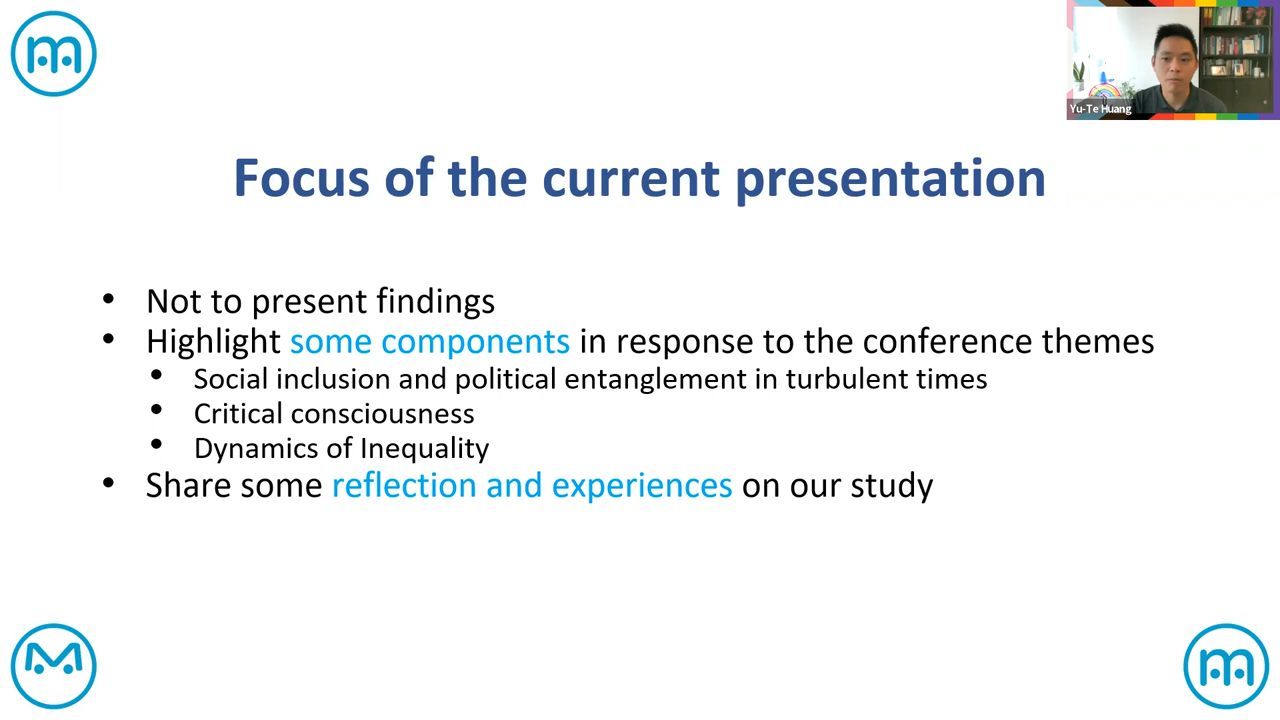 Yu-Te Huang
Focus of the current presentation
• Not to present findings
• Highlight some components in response to the conference themes
• Social inclusion and political entanglement in turbulent times
• Critical consciousness
• Dynamics of Inequality
• Share some reflection and experiences on our study